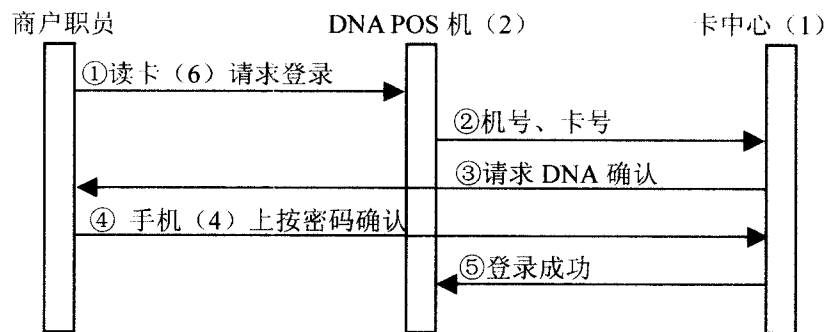 商户职员 DNA POS 机（2） 卡中心（1）
①读卡（6）请求登录
②机号、卡号
③请求 DNA 确认
④ 手机（4）上按密码确认
⑤登录成功